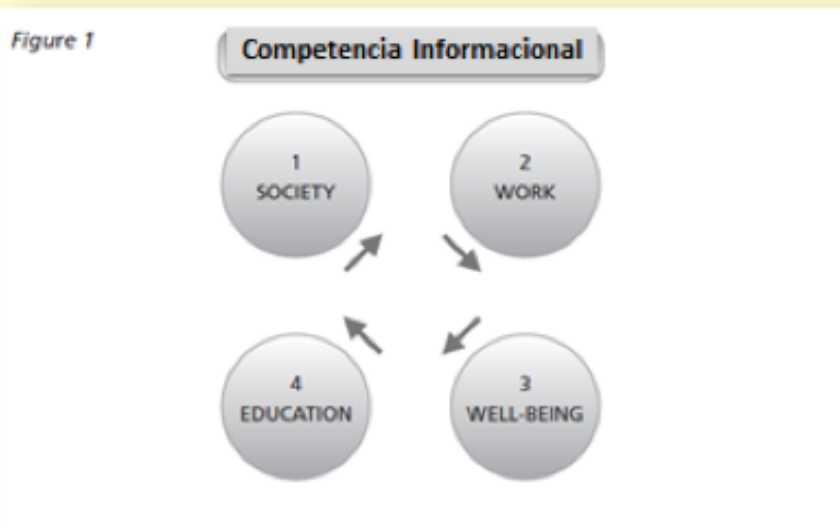 Figure 1
Competencia Informacional
1
SOCIETY
2
WORK
4
EDUCATION
3
WELL-BEING